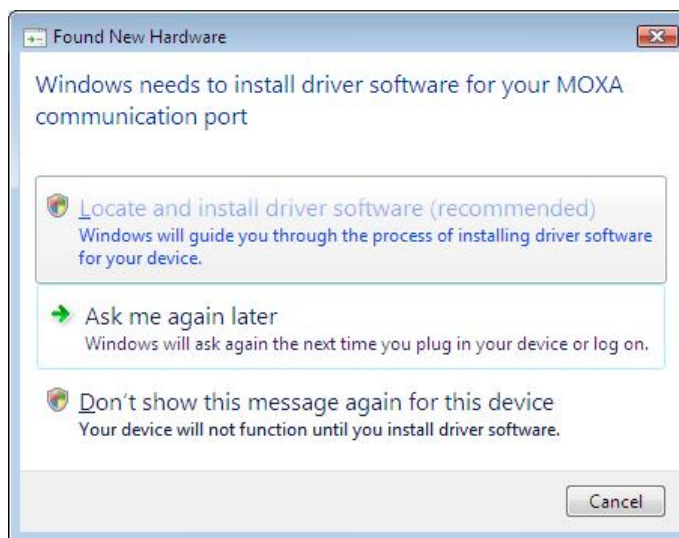 Found New Hardware
Windows needs to install driver software for your MOXA
communication port
Locate and install driver software (recommended)
Windows will guide you through the process of installing driver software
for your device.
Ask me again later
Windows will ask again the next time you plug in your device or log on.
Don't show this message again for this device
Your device will not function until you install driver software.
Cancel